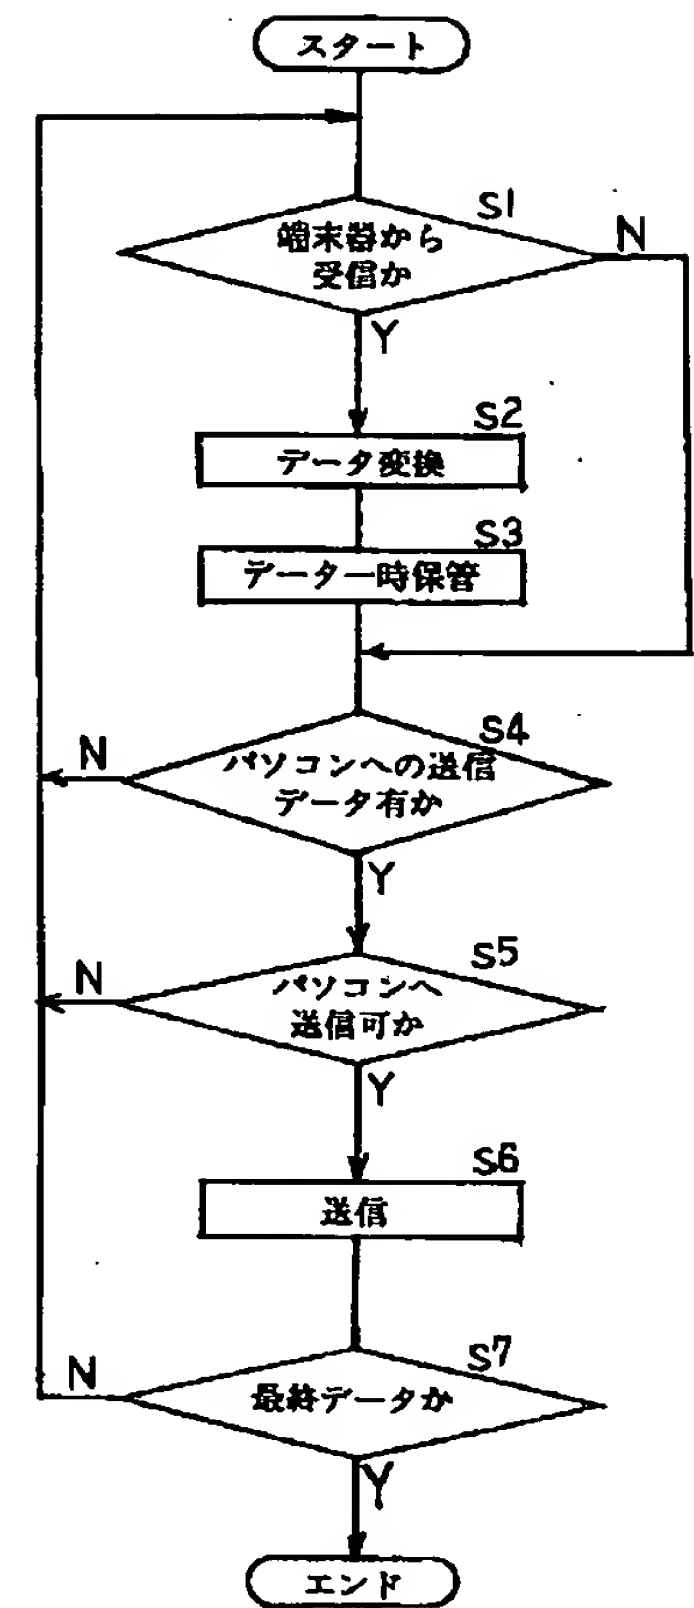 スタート
S1
端末器から
受信か
N
Y
S2
データ変換
S3
データ一時保管
S4
パソコンへの送信
データ有か
N
Y
S5
パソコンへ
送信可か
N
Y
S6
送信
S7
最終データか
N
Y
エンド